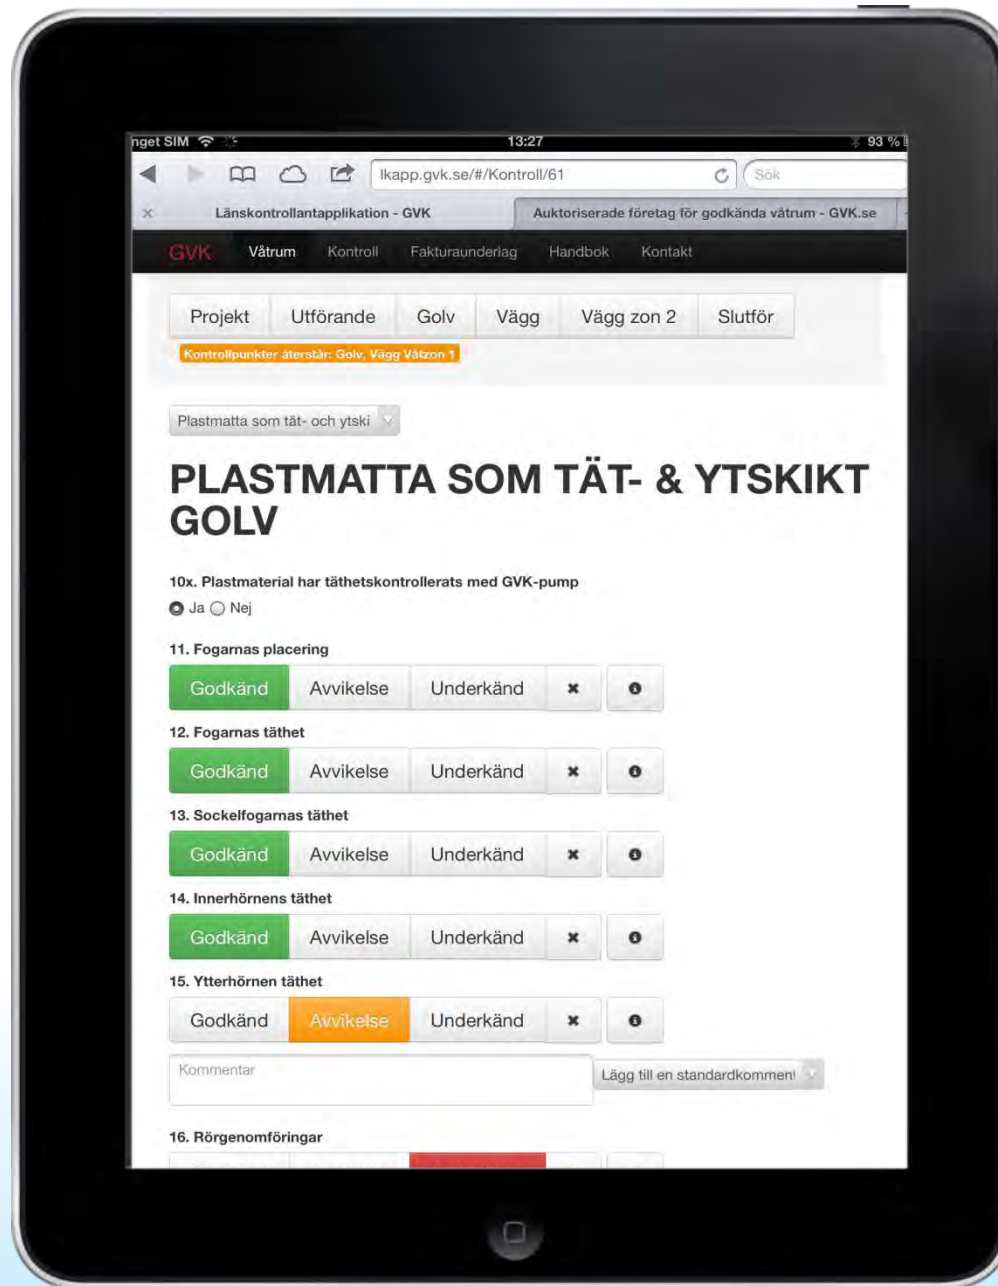 nget SIM 13:27 93 %
lkapp.gvk.se/#/Kontroll/61 Sök
Länskontrollantapplikation - GVK Auktoriserade företag för godkända våtrum - GVK.se
GVK Våtrum Kontroll Fakturaunderlag Handbok Kontakt
Projekt Utförande Golv Vägg Vägg zon 2 Slutför
Kontrollpunkter återstår: Golv, Vägg Våtzon 1
Plastmatta som tät- och ytski
PLASTMATTA SOM TÄT- & YTSKIKT
GOLV
10x. Plastmaterial har täthetskontrollerats med GVK-pump
Ja Nej
11. Fogarnas placering
Godkänd Avvikelse Underkänd
12. Fogarnas täthet
Godkänd Avvikelse Underkänd
13. Sockelfogarnas täthet
Godkänd Avvikelse Underkänd
14. Innerhörnens täthet
Godkänd Avvikelse Underkänd
15. Ytterhörnen täthet
Godkänd Avvikelse Underkänd
Kommentar Lägg till en standardkomment
16. Rörgenomföringar